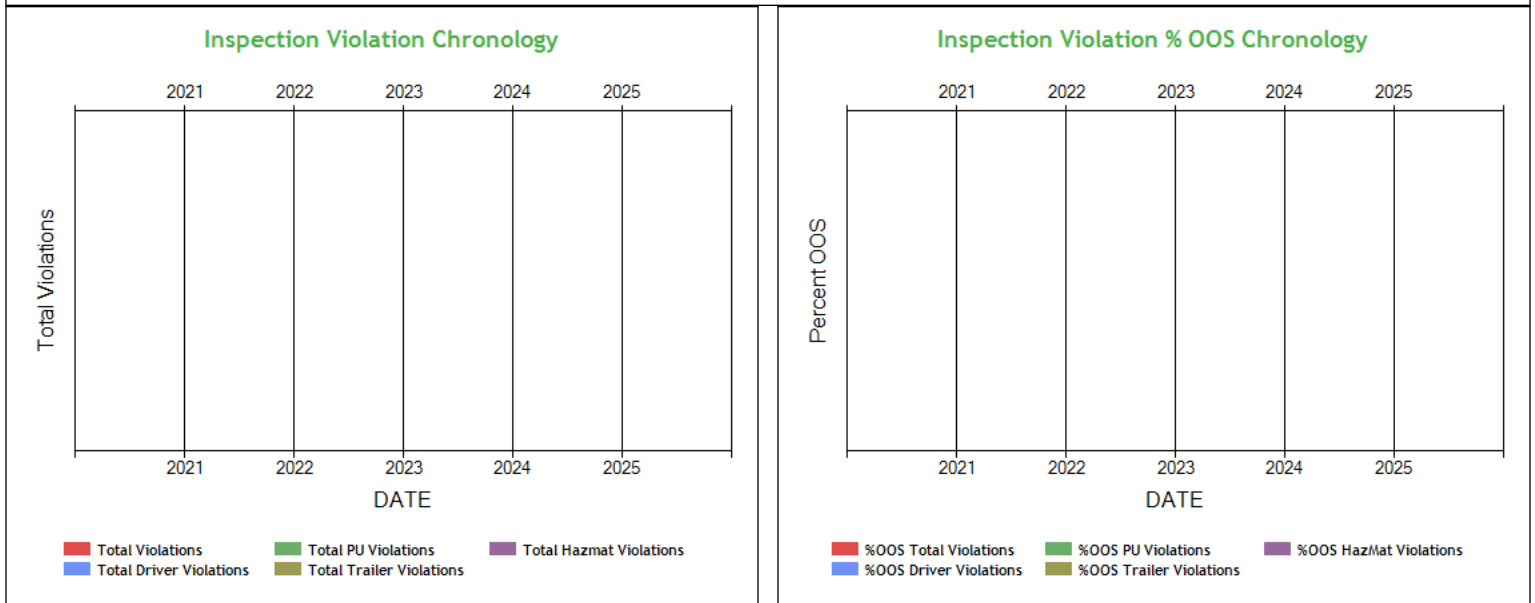 Inspection Violation Chronology
2021 2022 2023 2024 2025
Total Violations
2021 2022 2023 2024 2025
DATE
Total Violations Total PU Violations Total Hazmat Violations
Total Driver Violations Total Trailer Violations
Inspection Violation % OOS Chronology
2021 2022 2023 2024 2025
Percent OOS
2021 2022 2023 2024 2025
DATE
%OOS Total Violations %OOS PU Violations %OOS HazMat Violations
%OOS Driver Violations %OOS Trailer Violations